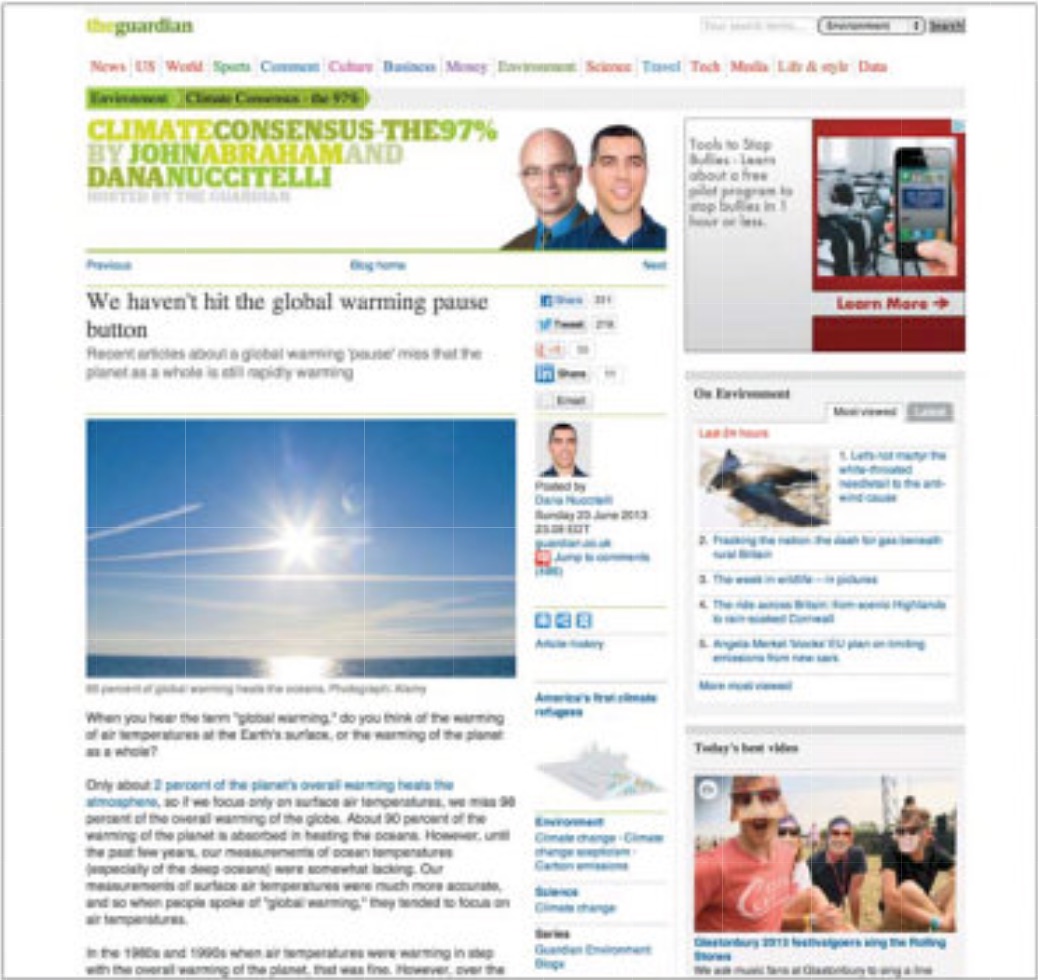 theguardian
Your search terms...
Environment
Search
News US World Sports Comment Culture Business Money Environment Science Travel Tech Media Life & style Data
Environment Climate Consensus - the 97%
CLIMATECONSENSUS-THE97%
BY JOHNABRAHAMAND
DANANUCCITELLI
HOSTED BY THE GUARDIAN
Previous
Blog home
Next
We haven't hit the global warming pause
button
Recent articles about a global warming 'pause' miss that the
planet as a whole is still rapidly warming
percent of global warming heats the oceans. Photograph: Alamy
When you hear the term "global warming," do you think of the warming
of air temperatures at the Earth's surface, or the warming of the planet
as a whole?
Only about 2 percent of the planet's overall warming heats the
atmosphere, so if we focus only on surface air temperatures, we miss 98
percent of the overall warming of the globe. About 90 percent of the
warming of the planet is absorbed in heating the oceans. However, until
the past few years, our measurements of ocean temperatures
(especially of the deep oceans) were somewhat lacking. Our
measurements of surface air temperatures were much more accurate,
and so when people spoke of "global warming," they tended to focus on
air temperatures.
In the 1980s and 1990s when air temperatures were warming in step
with the overall warming of the planet, that was fine. However, over the
Share
Tweet
+1
Share
Email
Posted by
Dana Nuccitelli
Sunday 23 June 2013
guardian.co.uk
Jump to comments
Article history
America's first climate
refugees
Environment
Climate change · Climate
change scepticism ·
Carbon emissions
Science
Climate change
Series
Guardian Environment
Blogs
Tools to Stop
Bullies - Learn
about a free
pilot program to
stop bullies in 1
hour or less.
Learn More
On Environment
Most viewed
Latest
Last 24 hours
1. Let's not martyr the
white-throated
needletail to the anti-
wind cause
2. Fracking the nation: the dash for gas beneath
rural Britain
3. The week in wildlife – in pictures
4. The ride across Britain: from scenic Highlands
to rain-soaked Cornwall
5. Angela Merkel 'blocks' EU plan on limiting
emissions from new cars
More most viewed
Today's best video
Glastonbury 2013 festivalgoers sing the Rolling
Stones
We ask music fans at Glastonbury to sing a line